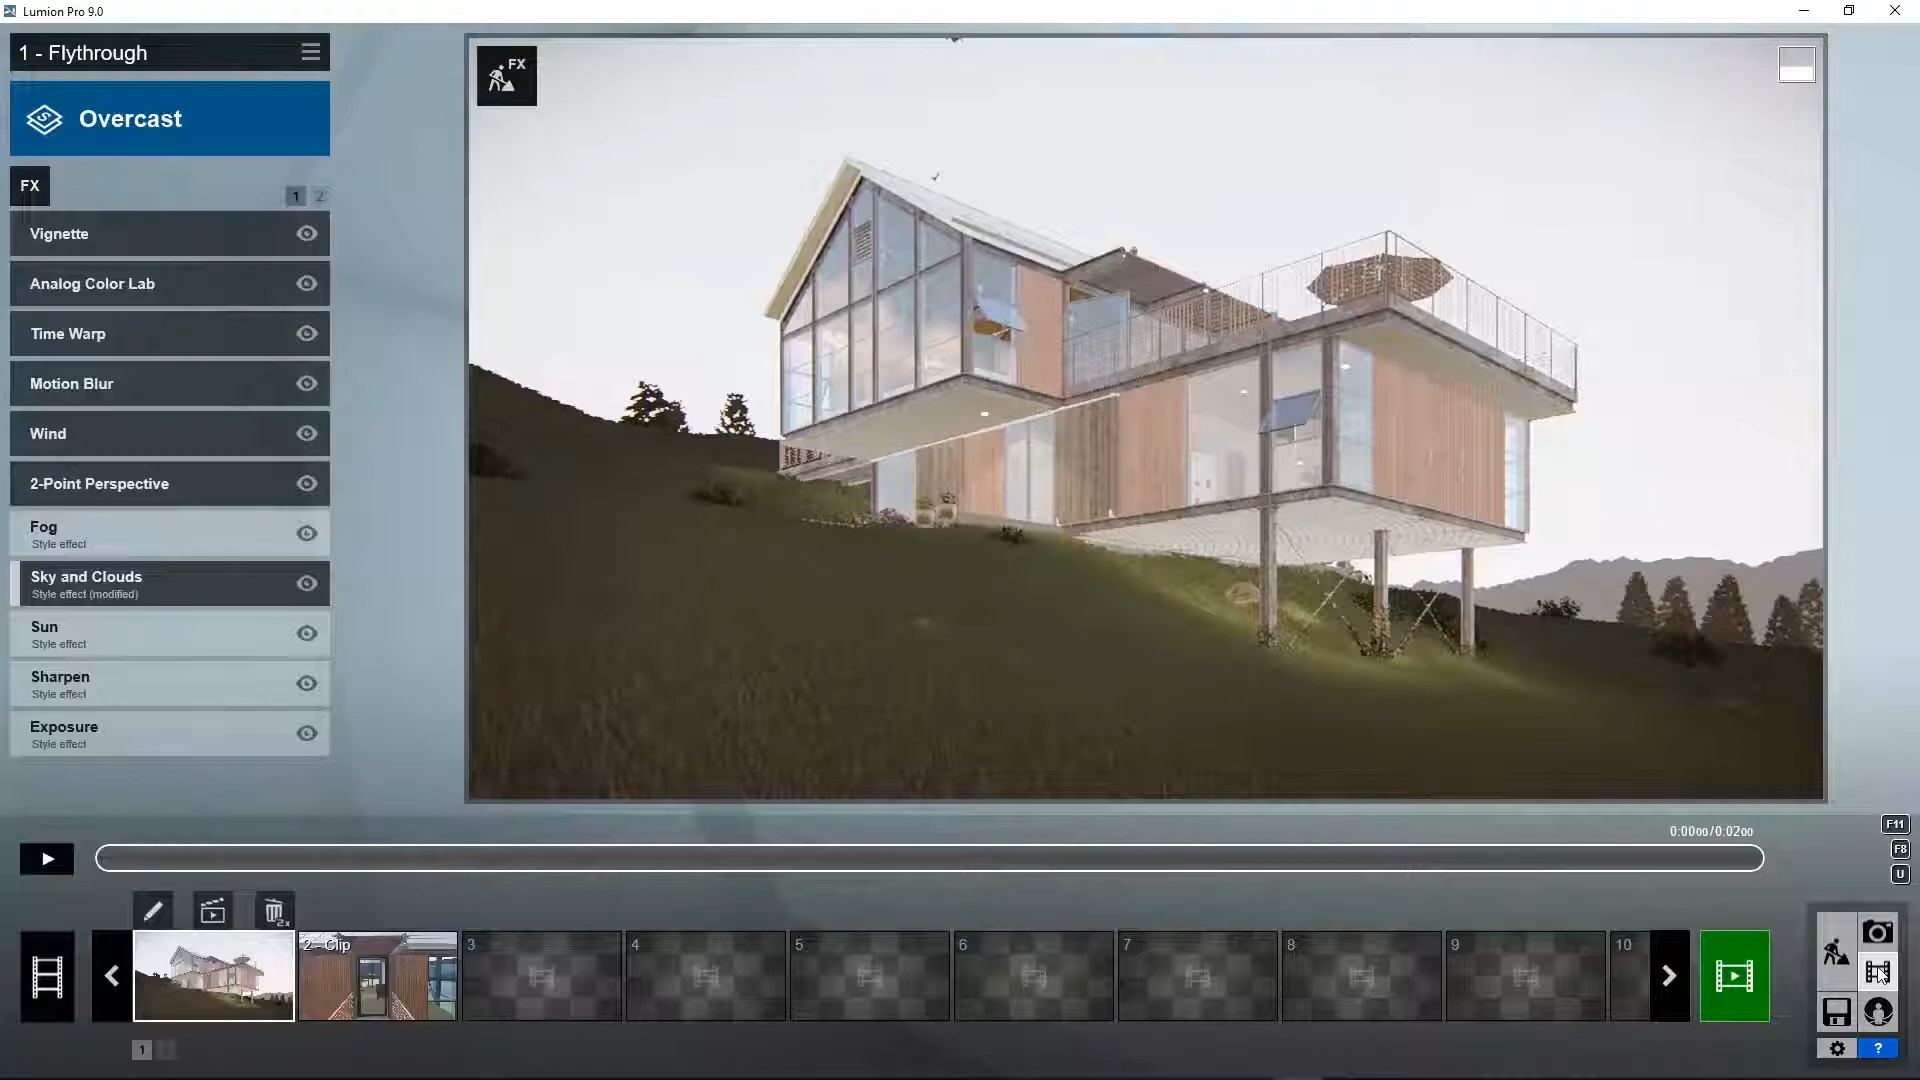 Lumion Pro 9.0
1 - Flythrough
Overcast
FX
1 2
Vignette
Analog Color Lab
Time Warp
Motion Blur
Wind
2-Point Perspective
Fog
Style effect
Sky and Clouds
Style effect (modified)
Sun
Style effect
Sharpen
Style effect
Exposure
Style effect
FX
0:0000/0:0200
F11
F8
U
2x
2 - Clip
3
4
5
6
7
8
9
10
1
?